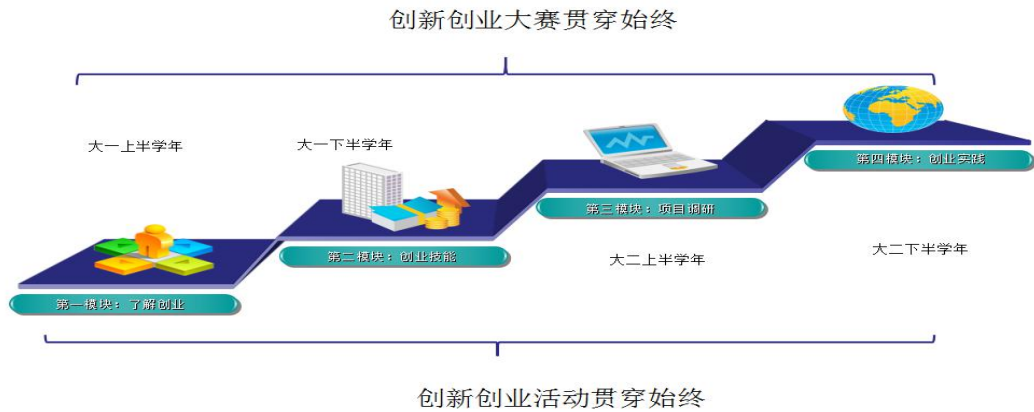 创新创业大赛贯穿始终
大一上半学年
大一下半学年
第四模块：创业实践
第三模块：项目调研
第二模块：创业技能
大二上半学年
大二下半学年
第一模块：了解创业
创新创业活动贯穿始终